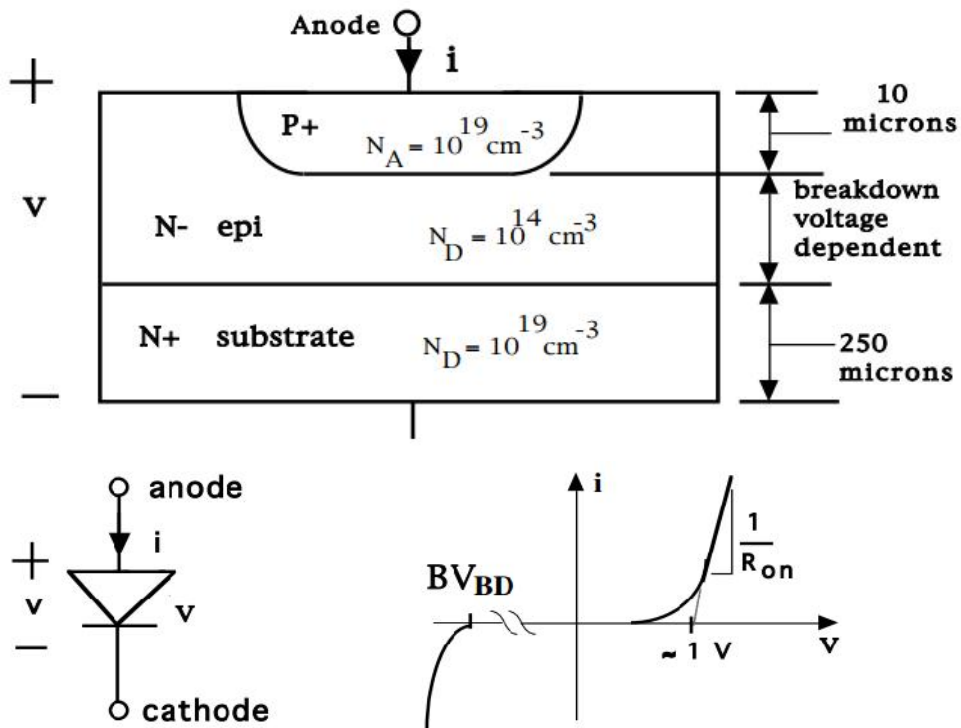 Anode
i
+
10
microns
P+
N_A = 10^19 cm^-3
V
breakdown
voltage
dependent
N- epi
N_D = 10^14 cm^-3
N+ substrate
N_D = 10^19 cm^-3
250
microns
−
anode
i
+
v
V
−
cathode
i
1
R_on
BV_BD
~ 1 V
v